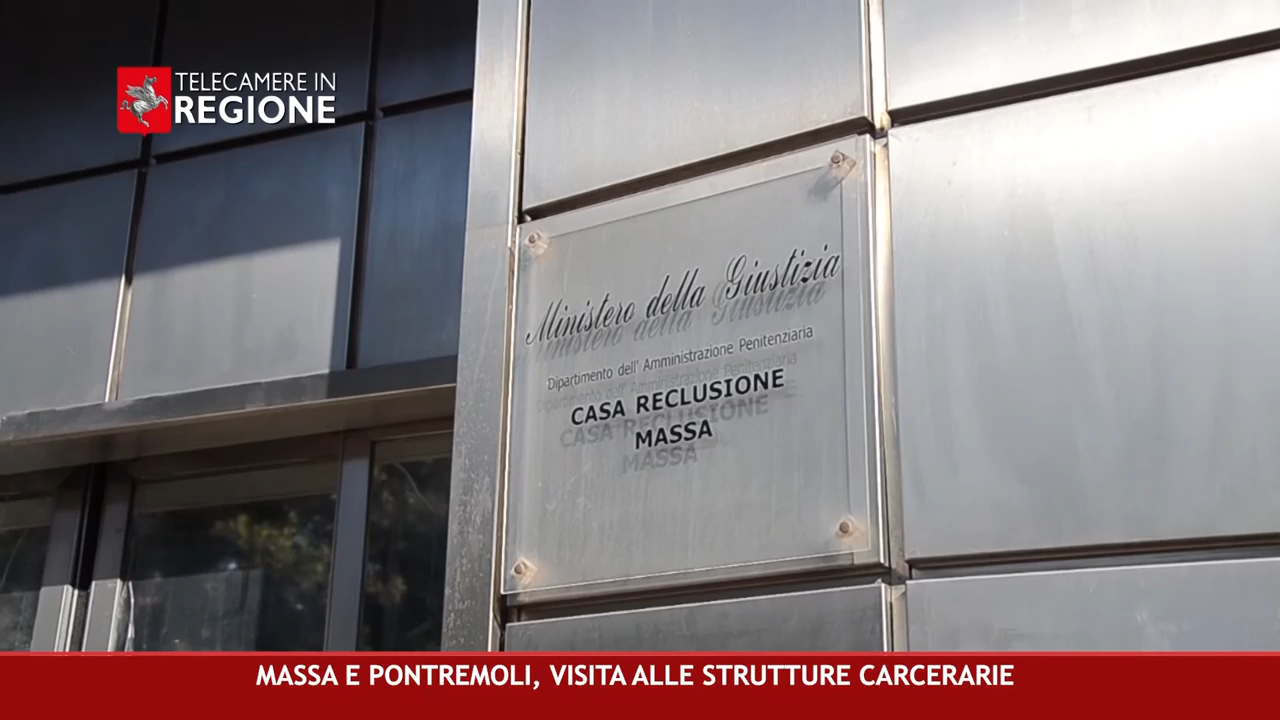 TELECAMERE IN
REGIONE
Ministero della Giustizia
Dipartimento dell' Amministrazione Penitenziaria
CASA RECLUSIONE
MASSA
MASSA E PONTREMOLI, VISITA ALLE STRUTTURE CARCERARIE